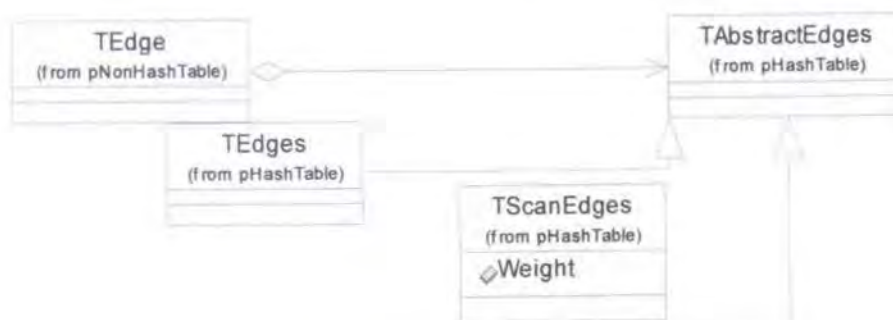 TEdge
(from pNonHashTable)
TAbstractEdges
(from pHashTable)
TEdges
(from pHashTable)
TScanEdges
(from pHashTable)
Weight